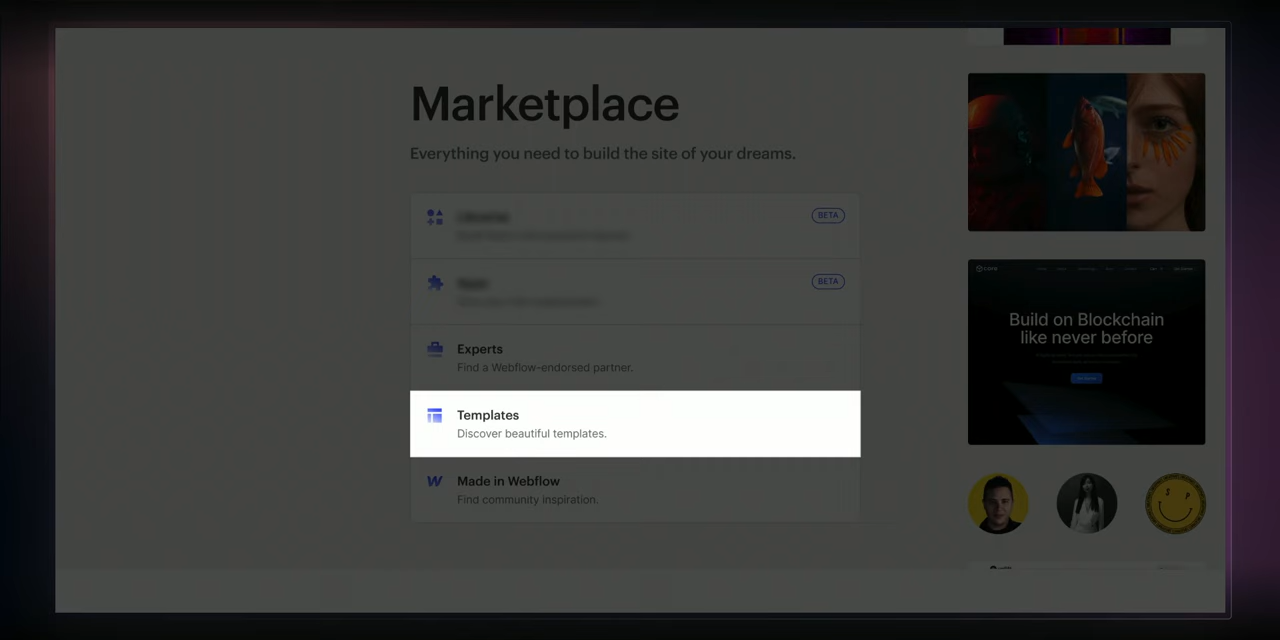 Marketplace
Everything you need to build the site of your dreams.
BETA
BETA
Experts
Find a Webflow-endorsed partner.
Templates
Discover beautiful templates.
Made in Webflow
Find community inspiration.
Build on Blockchain
like never before